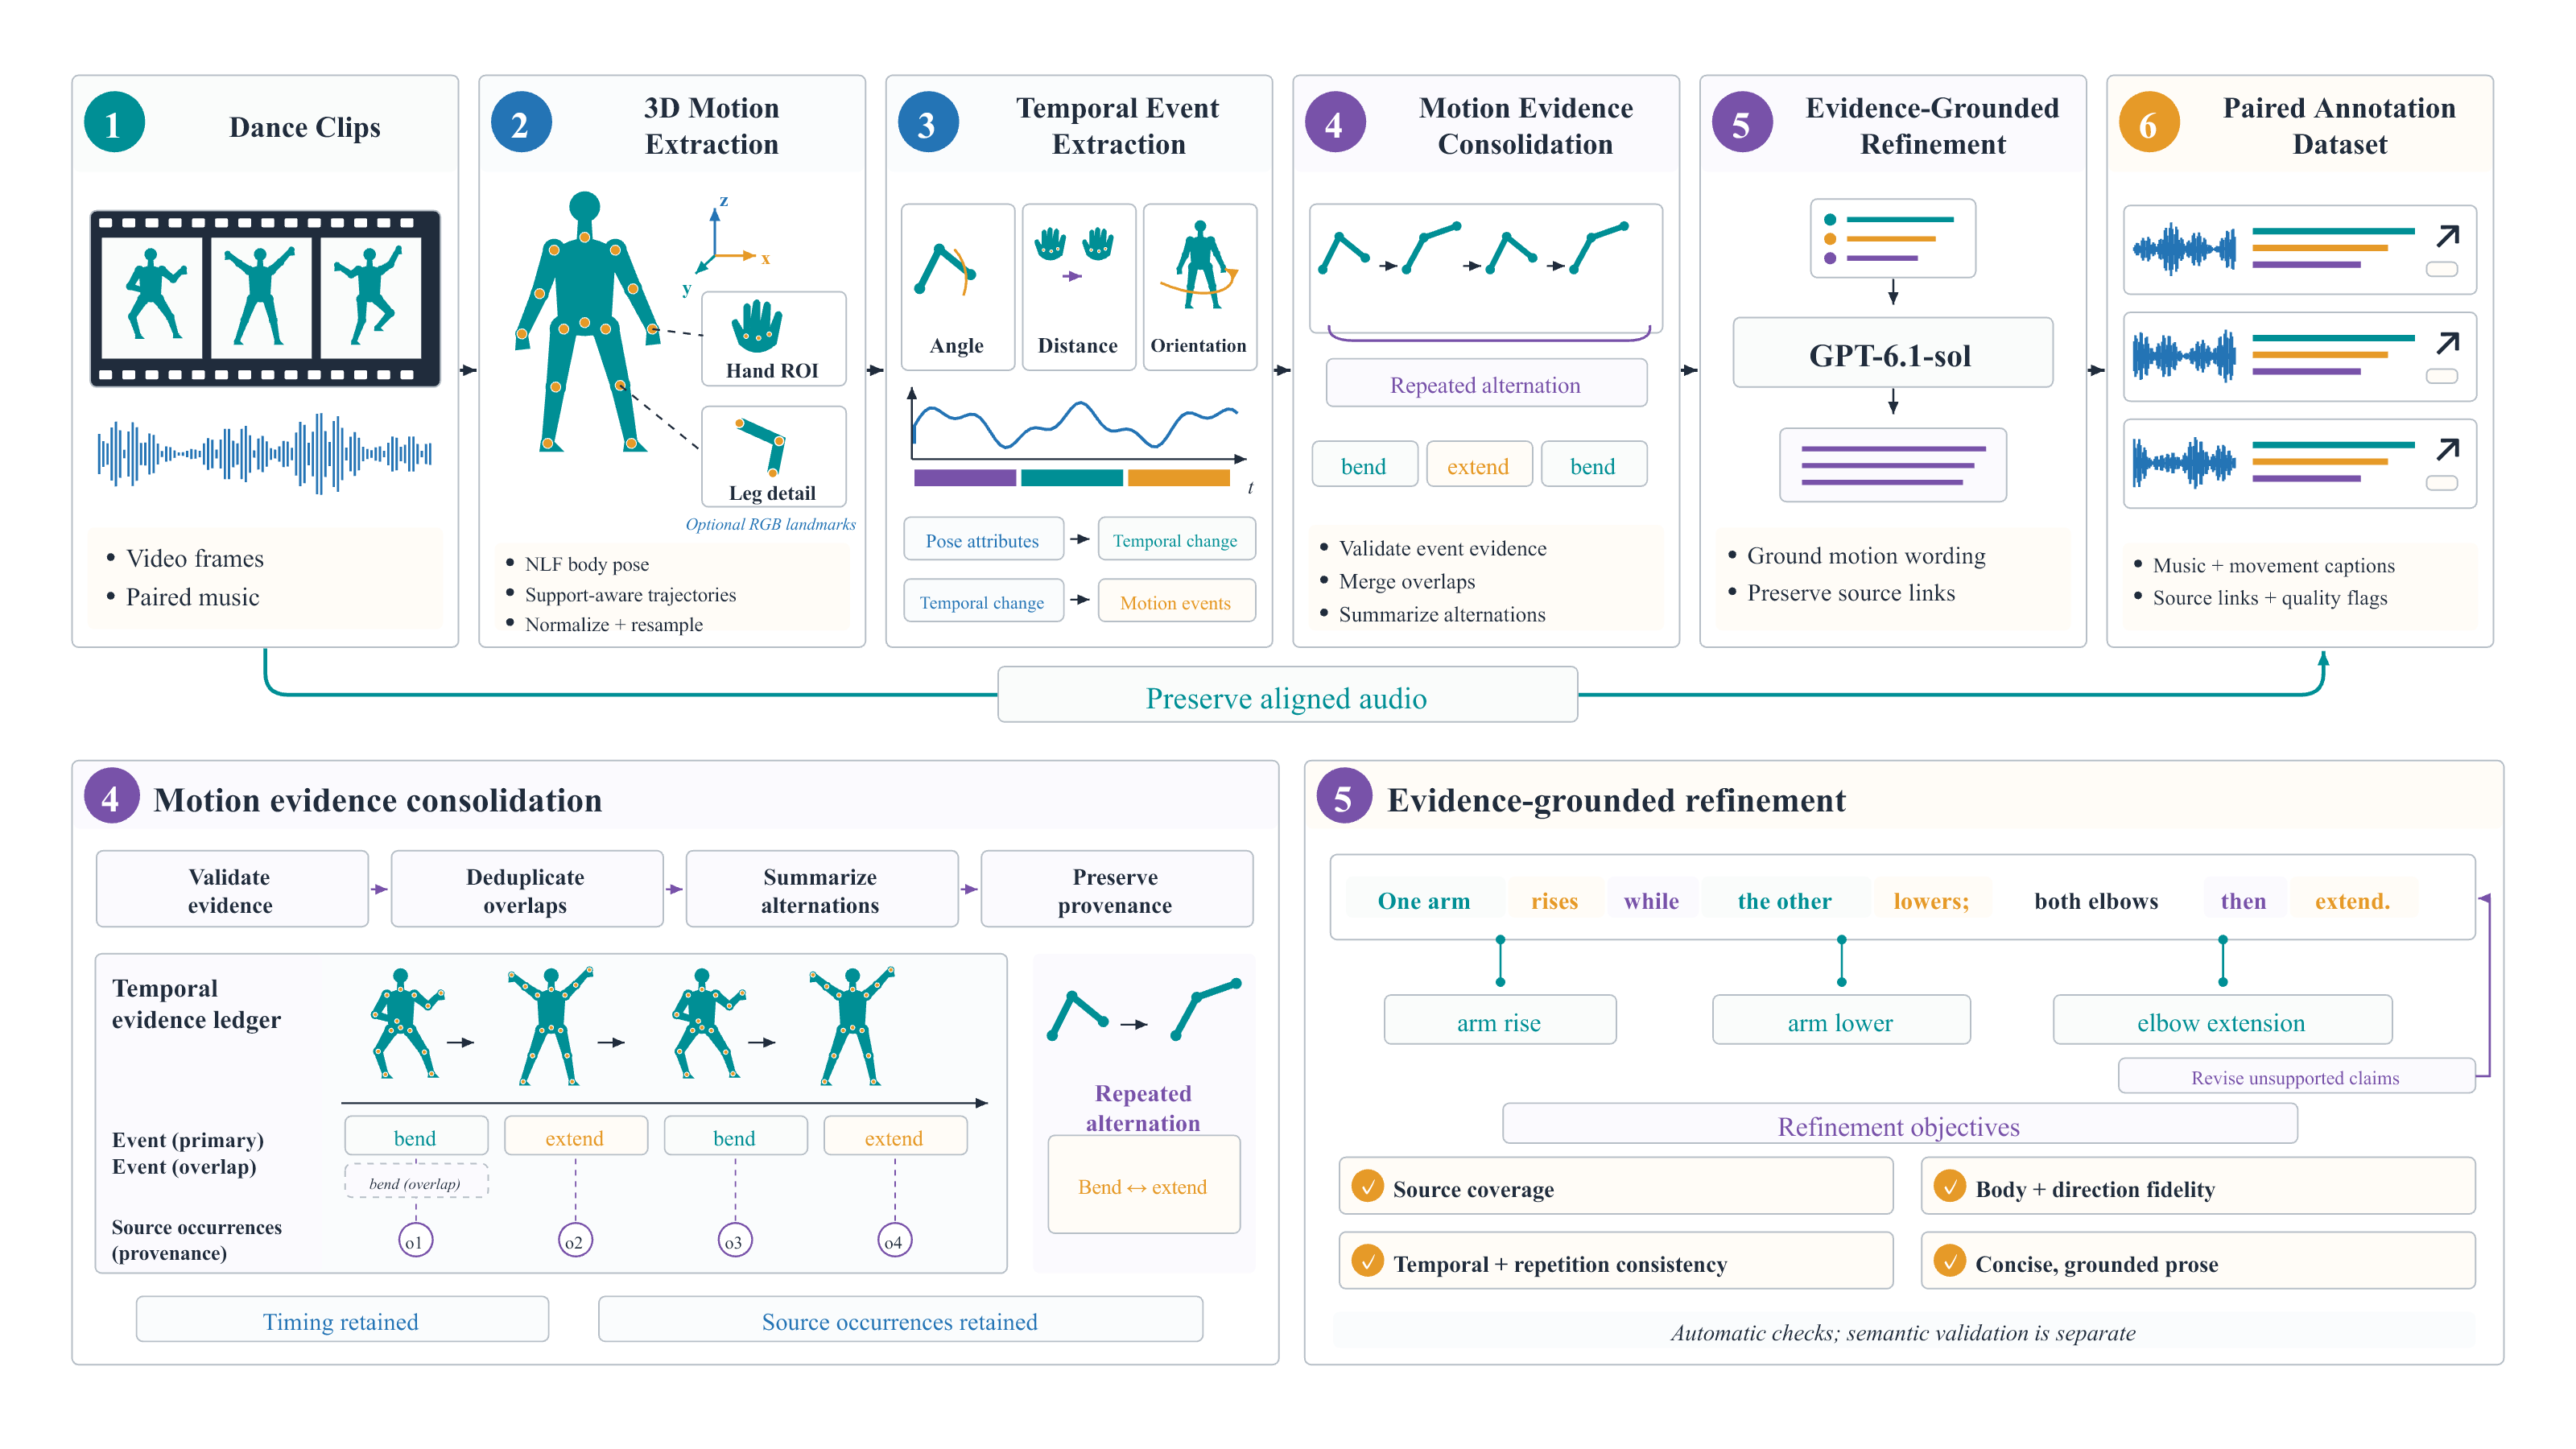 1
Dance Clips
• Video frames
• Paired music
2
3D Motion
Extraction
z
x
y
Hand ROI
Leg detail
Optional RGB landmarks
• NLF body pose
• Support-aware trajectories
• Normalize + resample
3
Temporal Event
Extraction
Angle
Distance
Orientation
t
Pose attributes
Temporal change
Temporal change
Motion events
4
Motion Evidence
Consolidation
Repeated alternation
bend
extend
bend
• Validate event evidence
• Merge overlaps
• Summarize alternations
5
Evidence-Grounded
Refinement
GPT-6.1-sol
• Ground motion wording
• Preserve source links
6
Paired Annotation
Dataset
• Music + movement captions
• Source links + quality flags
Preserve aligned audio
4 Motion evidence consolidation
Validate
evidence
Deduplicate
overlaps
Summarize
alternations
Preserve
provenance
Temporal
evidence ledger
Event (primary)
Event (overlap)
bend
extend
bend
extend
bend (overlap)
Source occurrences
(provenance)
o1
o2
o3
o4
Repeated
alternation
Bend ↔ extend
Timing retained
Source occurrences retained
5 Evidence-grounded refinement
One arm rises while the other lowers; both elbows then extend.
arm rise
arm lower
elbow extension
Revise unsupported claims
Refinement objectives
✓ Source coverage
✓ Body + direction fidelity
✓ Temporal + repetition consistency
✓ Concise, grounded prose
Automatic checks; semantic validation is separate